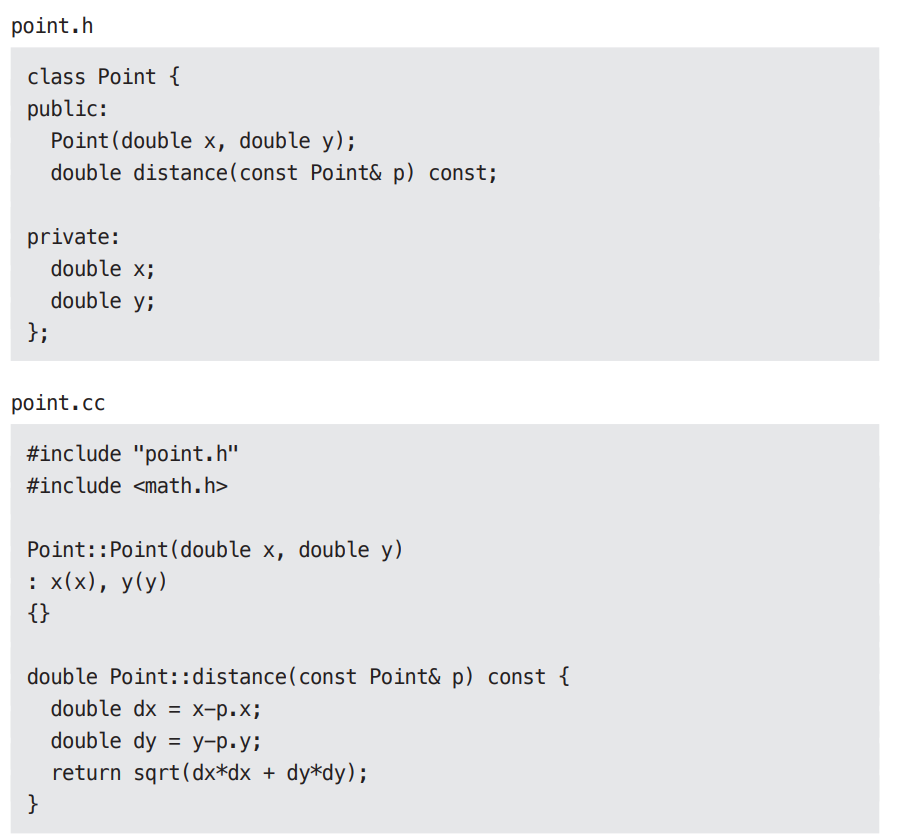 point.h
class Point {
public:
  Point(double x, double y);
  double distance(const Point& p) const;

private:
  double x;
  double y;
};

point.cc
#include "point.h"
#include <math.h>

Point::Point(double x, double y)
: x(x), y(y)
{}

double Point::distance(const Point& p) const {
  double dx = x-p.x;
  double dy = y-p.y;
  return sqrt(dx*dx + dy*dy);
}